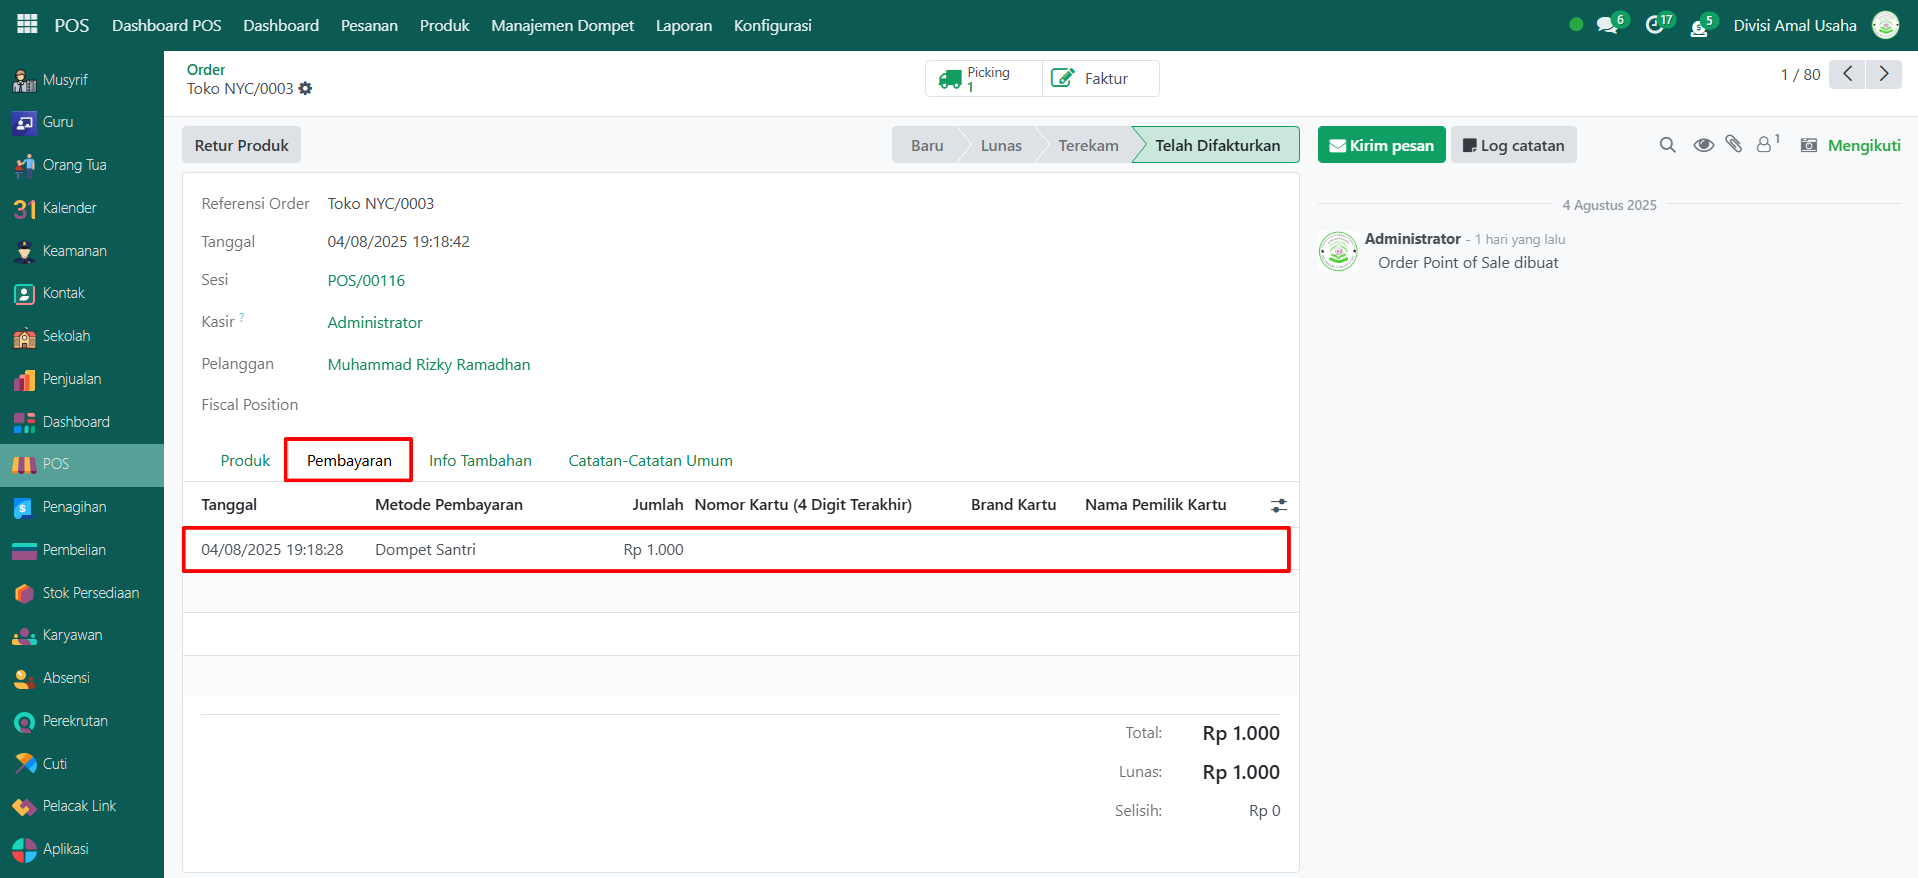 POS Dashboard POS Dashboard Pesanan Produk Manajemen Dompet Laporan Konfigurasi 6 17 5 Divisi Amal Usaha
Musyrif
Guru
Orang Tua
31 Kalender
Keamanan
Kontak
Sekolah
Penjualan
Dashboard
POS
Penagihan
Pembelian
Stok Persediaan
Karyawan
Absensi
Perekrutan
Cuti
Pelacak Link
Aplikasi
Order
Toko NYC/0003
Picking
1
Faktur
1 / 80
Retur Produk
Baru Lunas Terekam Telah Difakturkan
Kirim pesan Log catatan 1 Mengikuti
Referensi Order Toko NYC/0003
Tanggal 04/08/2025 19:18:42
Sesi POS/00116
Kasir ? Administrator
Pelanggan Muhammad Rizky Ramadhan
Fiscal Position
Produk Pembayaran Info Tambahan Catatan-Catatan Umum
Tanggal Metode Pembayaran Jumlah Nomor Kartu (4 Digit Terakhir) Brand Kartu Nama Pemilik Kartu
04/08/2025 19:18:28 Dompet Santri Rp 1.000
Total: Rp 1.000
Lunas: Rp 1.000
Selisih: Rp 0
4 Agustus 2025
Administrator - 1 hari yang lalu
Order Point of Sale dibuat